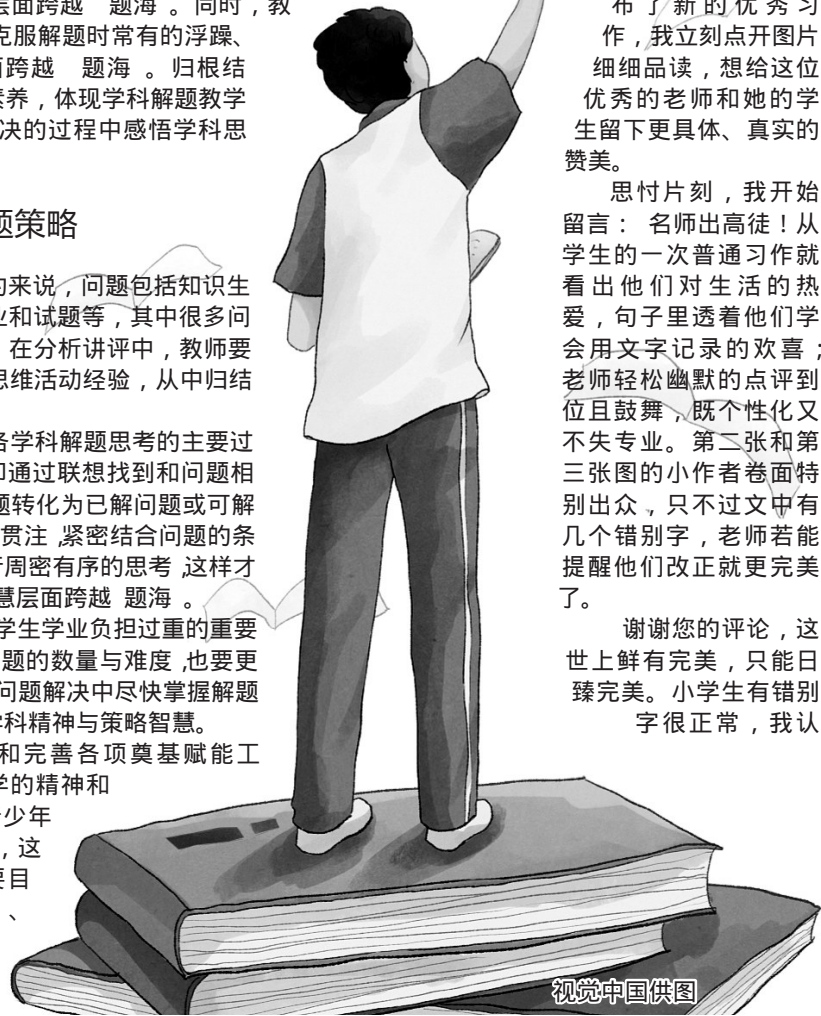 层面跨越 题海 。同时，教
克服解题时常有的浮躁、
面跨越 题海 。归根结
素养，体现学科解题教学
决的过程中感悟学科思
题策略
的来说，问题包括知识生
业和试题等，其中很多问
在分析讲评中，教师要
思维活动经验，从中归结
各学科解题思考的主要过
即通过联想找到和问题相
题转化为已解问题或可解
贯注，紧密结合问题的条
行周密有序的思考，这样才
慧层面跨越 题海 。
学生学业负担过重的重要
题的数量与难度，也要更
问题解决中尽快掌握解题
学科精神与策略智慧。
和完善各项奠基赋能工
学的精神和
少年
，这
要目
、
布了新的优秀习
作，我立刻点开图片
细细品读，想给这位
优秀的老师和她的学
生留下更具体、真实的
赞美。
思忖片刻，我开始
留言： 名师出高徒！从
学生的一次普通习作就
看出他们对生活的热
爱，句子里透着他们学
会用文字记录的欢喜；
老师轻松幽默的点评到
位且鼓舞，既个性化又
不失专业。第二张和第
三张图的小作者卷面特
别出众，只不过文中有
几个错别字，老师若能
提醒他们改正就更完美
了。
谢谢您的评论，这
世上鲜有完美，只能日
臻完美。小学生有错别
字很正常，我认
视觉中国供图